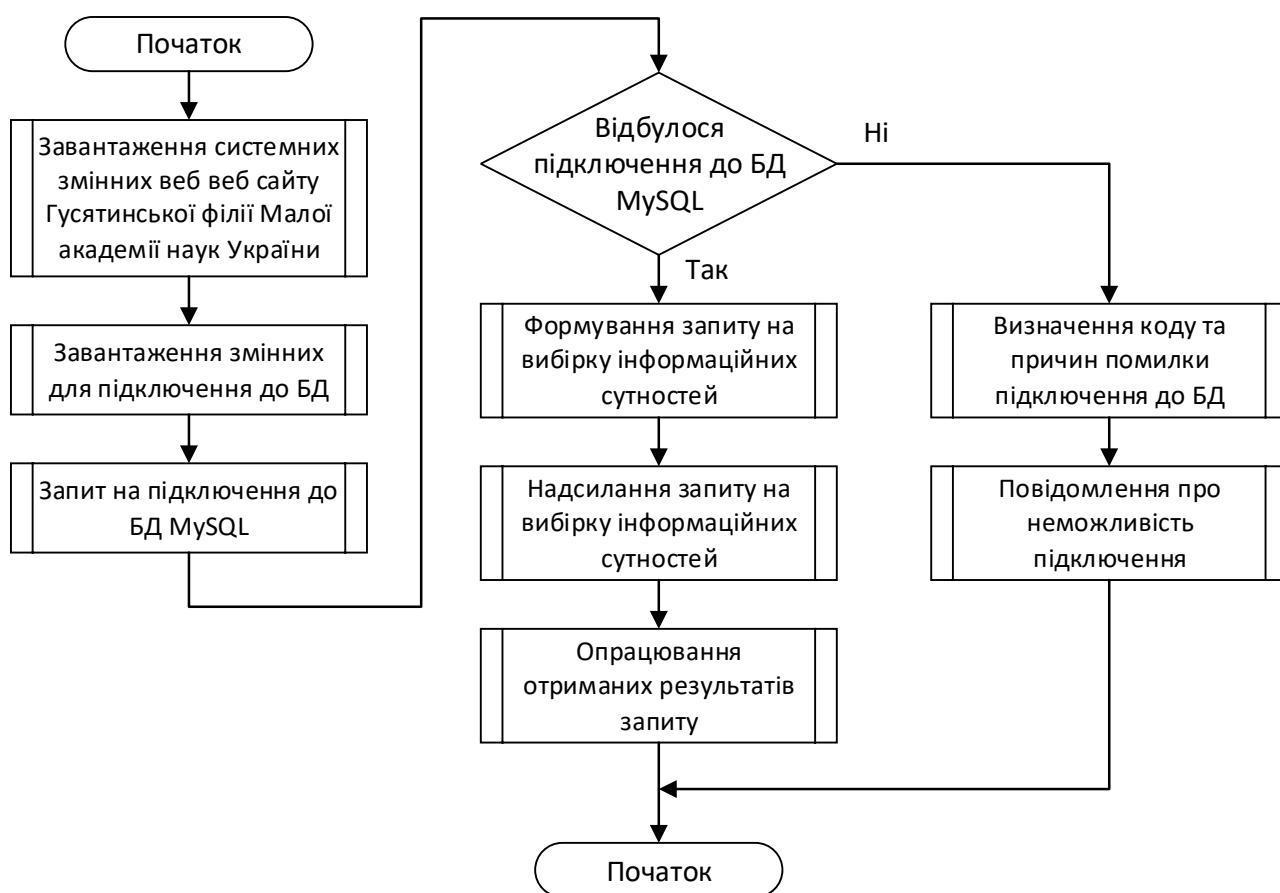 Початок
Завантаження системних
змінних веб веб сайту
Гусятинської філії Малої
академії наук України
Завантаження змінних
для підключення до БД
Запит на підключення до
БД MySQL
Відбулося
підключення до БД
MySQL
Ні
Так
Формування запиту на
вибірку інформаційних
сутностей
Надсилання запиту на
вибірку інформаційних
сутностей
Опрацювання
отриманих результатів
запиту
Визначення коду та
причин помилки
підключення до БД
Повідомлення про
неможливість
підключення
Початок